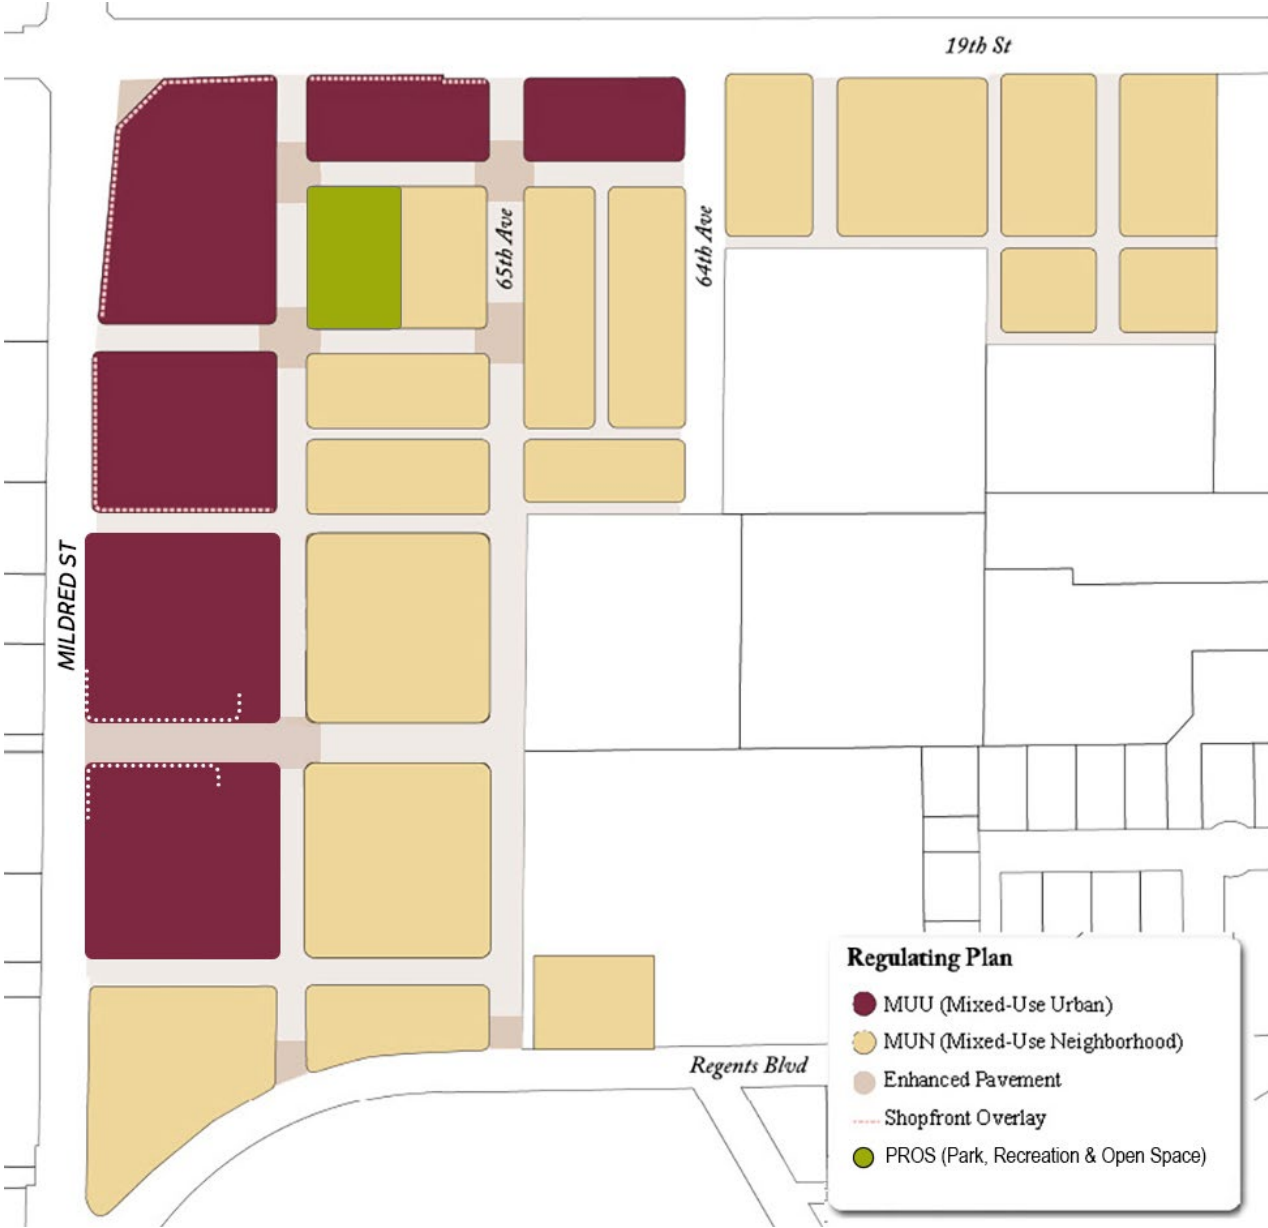 19th St
65th Ave
64th Ave
MILDRED ST
Regents Blvd
Regulating Plan
MUU (Mixed-Use Urban)
MUN (Mixed-Use Neighborhood)
Enhanced Pavement
Shopfront Overlay
PROS (Park, Recreation & Open Space)